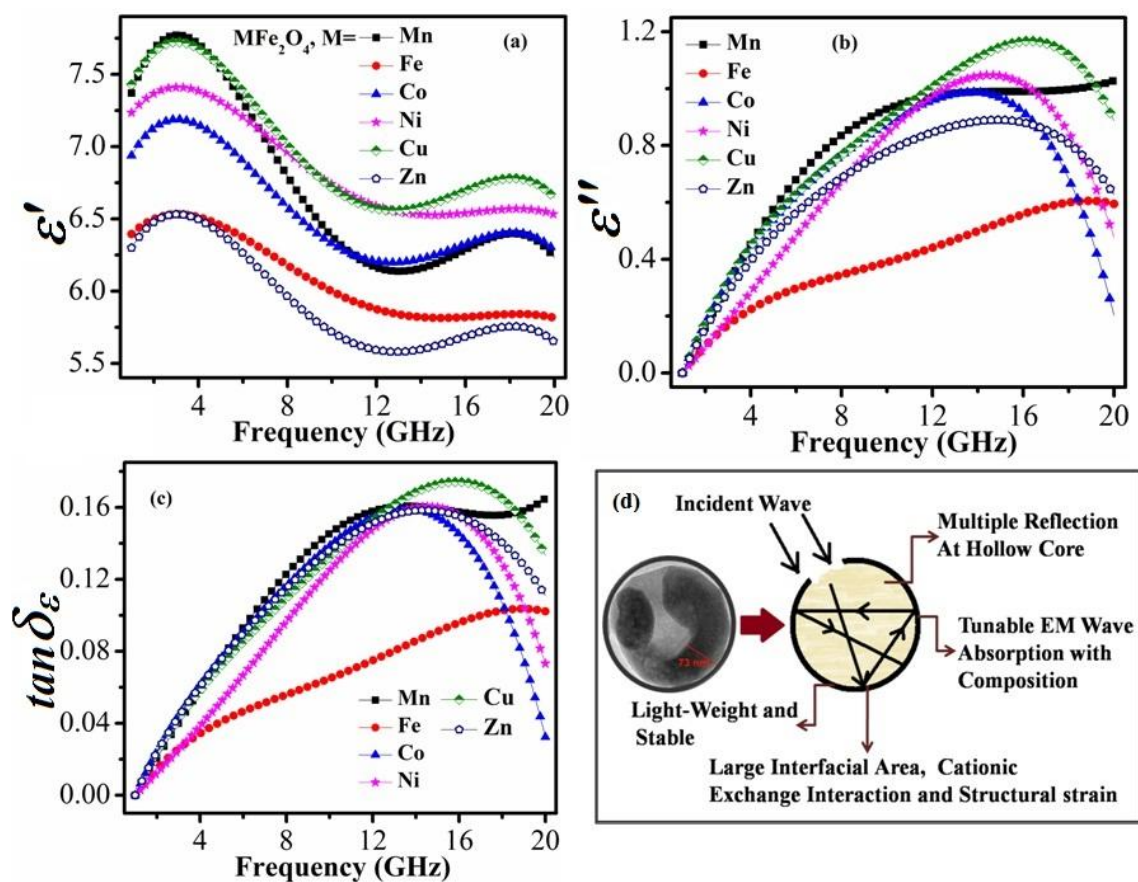 MFe₂O₄, M=
Mn
Fe
Co
Ni
Cu
Zn
(a)
7.5
7.0
6.5
6.0
5.5
ε'
4 8 12 16 20
Frequency (GHz)
Mn
Fe
Co
Ni
Cu
Zn
(b)
1.2
0.8
0.4
0.0
ε''
4 8 12 16 20
Frequency (GHz)
(c)
0.16
0.12
0.08
0.04
0.00
tanδε
Mn
Fe
Co
Ni
Cu
Zn
4 8 12 16 20
Frequency (GHz)
(d)
Incident Wave
Multiple Reflection
At Hollow Core
73 nm
Tunable EM Wave
Absorption with
Composition
Light-Weight and
Stable
Large Interfacial Area, Cationic
Exchange Interaction and Structural strain